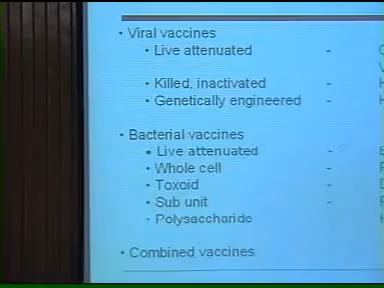 • Viral vaccines
• Live attenuated -
• Killed, inactivated -
• Genetically engineered -
• Bacterial vaccines
• Live attenuated -
• Whole cell -
• Toxoid -
• Sub unit -
• Polysaccharide -
• Combined vaccines